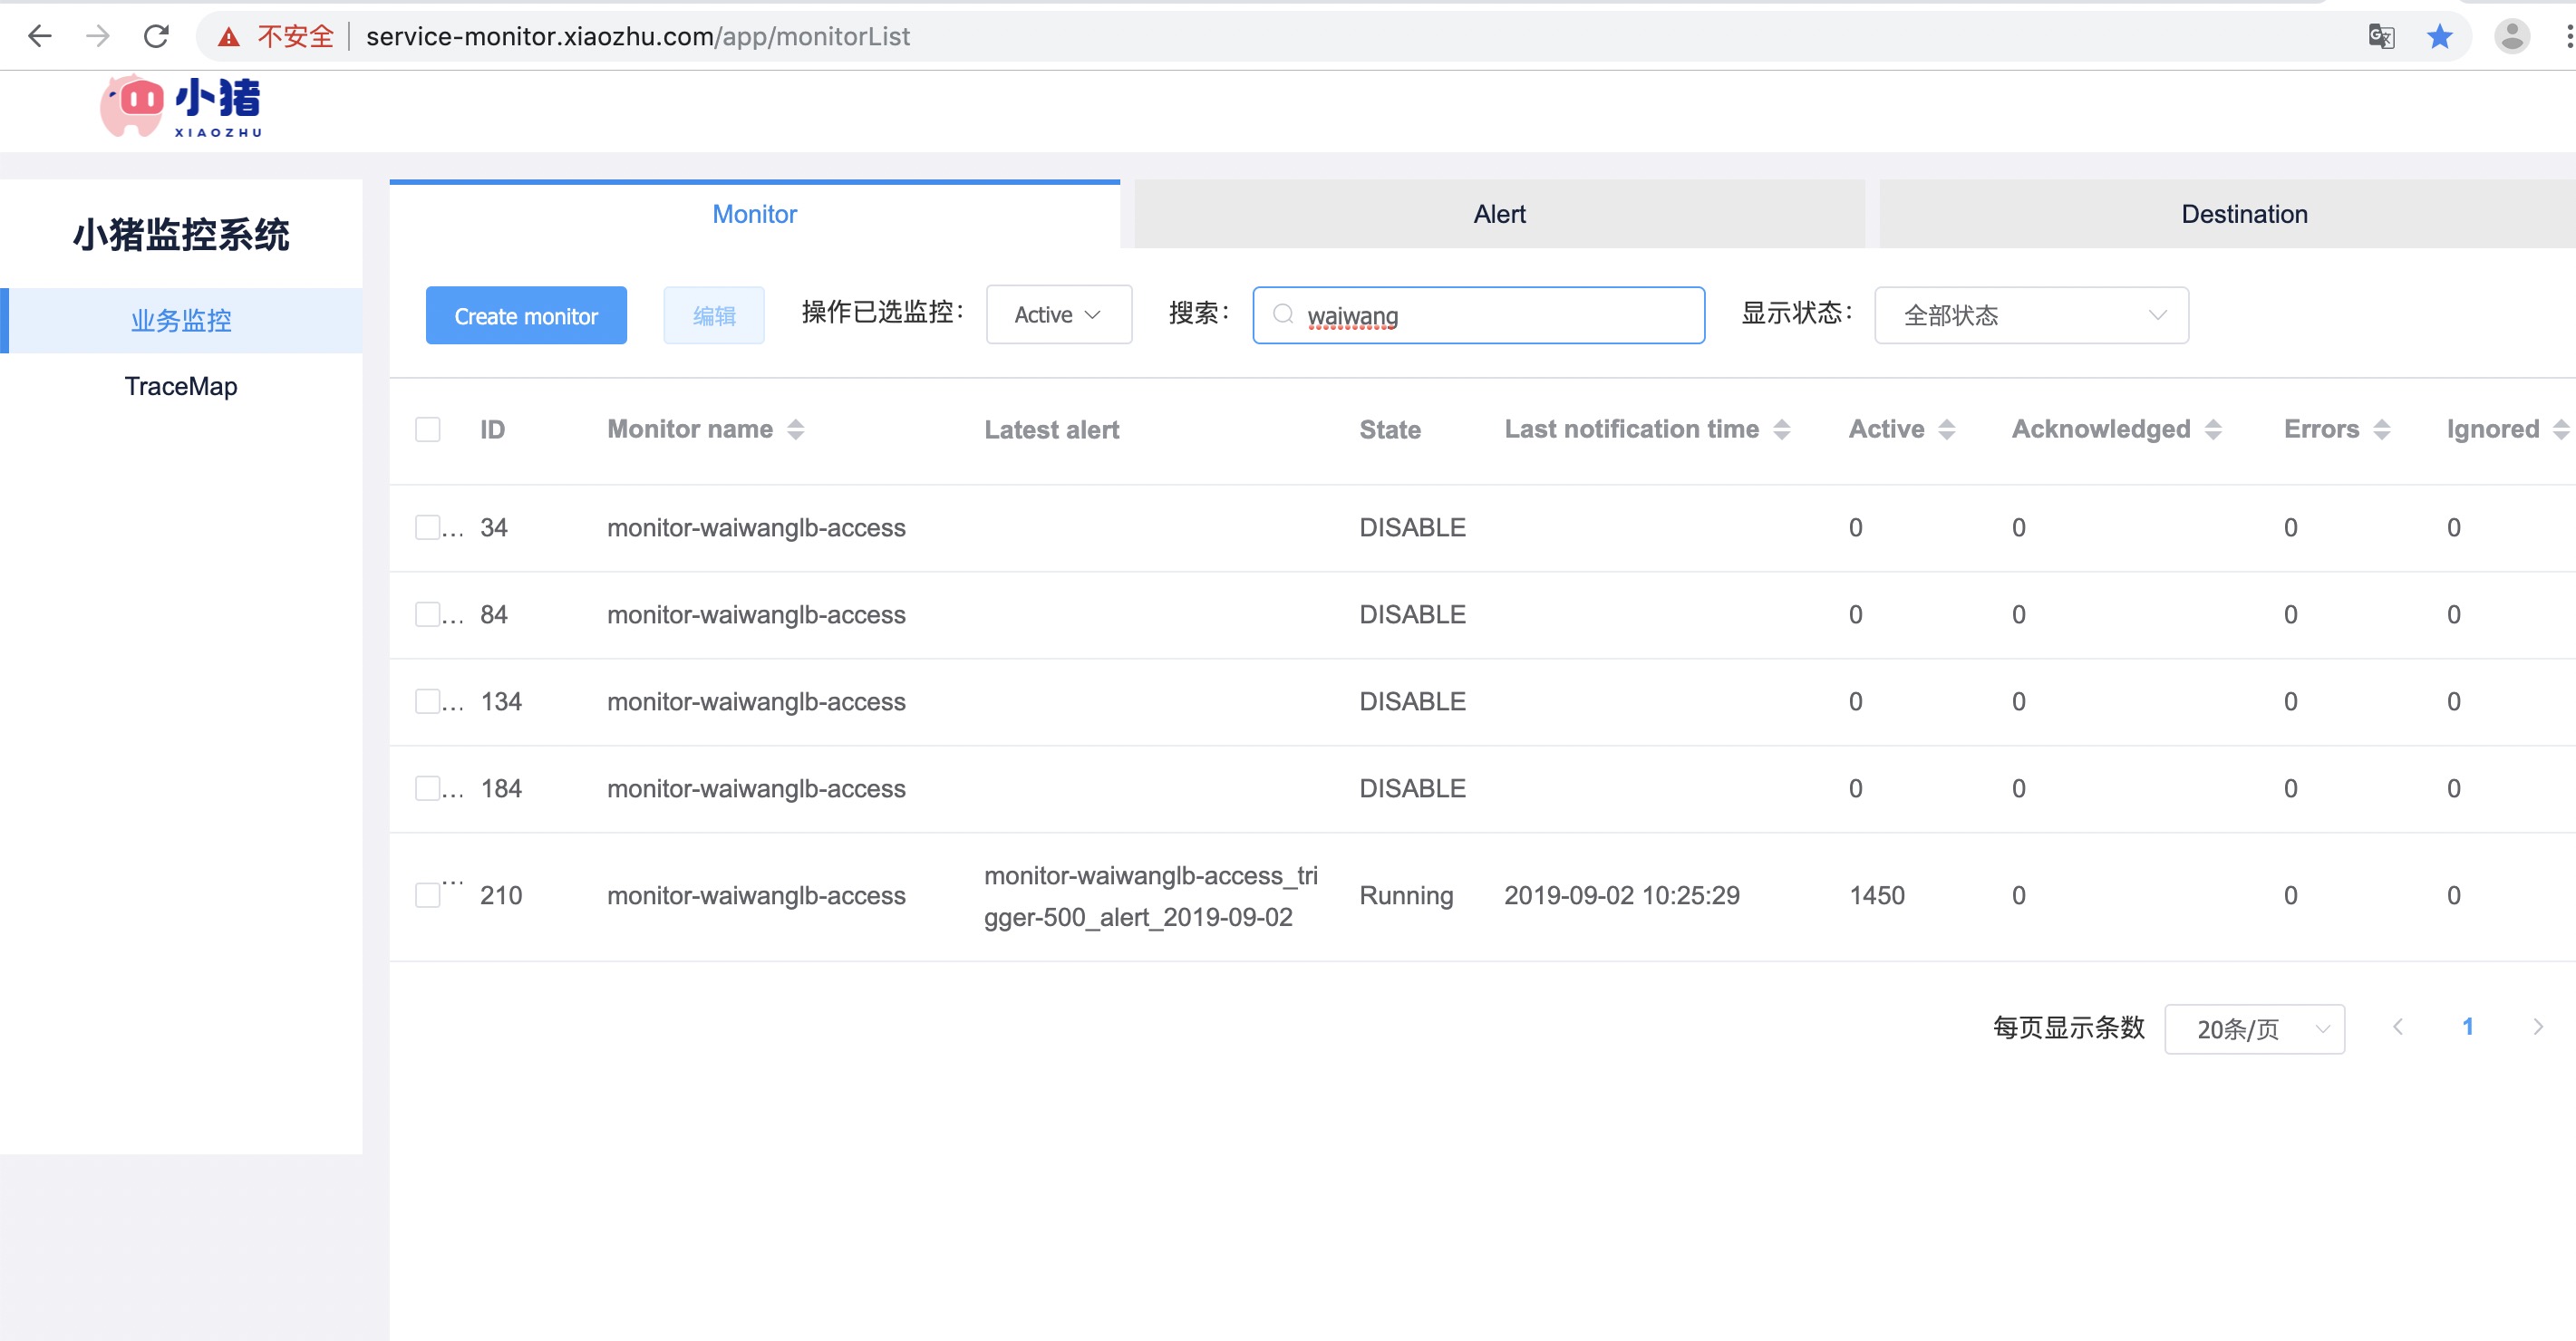 不安全 service-monitor.xiaozhu.com/app/monitorList
小猪
XIAOZHU
小猪监控系统
业务监控
TraceMap
Monitor Alert Destination
Create monitor 编辑 操作已选监控： Active 搜索： waiwang 显示状态： 全部状态
ID Monitor name Latest alert State Last notification time Active Acknowledged Errors Ignored
... 34 monitor-waiwanglb-access DISABLE 0 0 0 0
... 84 monitor-waiwanglb-access DISABLE 0 0 0 0
... 134 monitor-waiwanglb-access DISABLE 0 0 0 0
... 184 monitor-waiwanglb-access DISABLE 0 0 0 0
... 210 monitor-waiwanglb-access monitor-waiwanglb-access_tri Running 2019-09-02 10:25:29 1450 0 0 0
gger-500_alert_2019-09-02
每页显示条数 20条/页 1